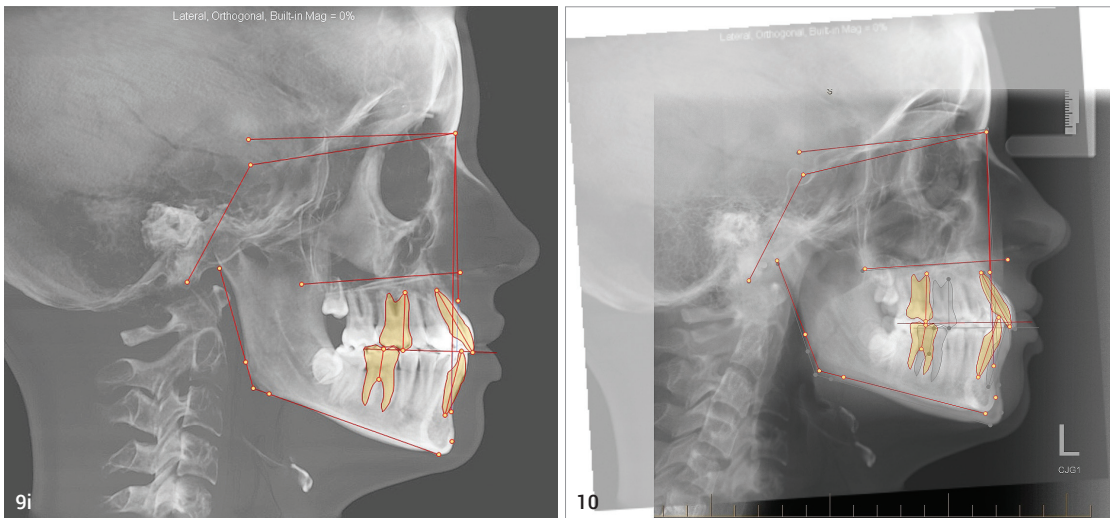 Lateral, Orthogonal, Built-in Mag = 0%
9i
Lateral, Orthogonal, Built-in Mag = 0%
S
L
CJG1
10